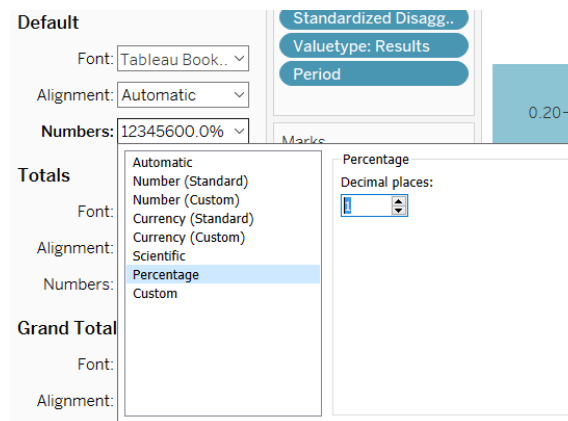 Default
Font: Tableau Book..
Alignment: Automatic
Numbers: 12345600.0%
Standardized Disagg..
Valuetype: Results
Period
Marks
0.20
Automatic
Number (Standard)
Number (Custom)
Currency (Standard)
Currency (Custom)
Scientific
Percentage
Custom
Percentage
Decimal places:
1
Totals
Font:
Alignment:
Numbers:
Grand Total
Font:
Alignment: